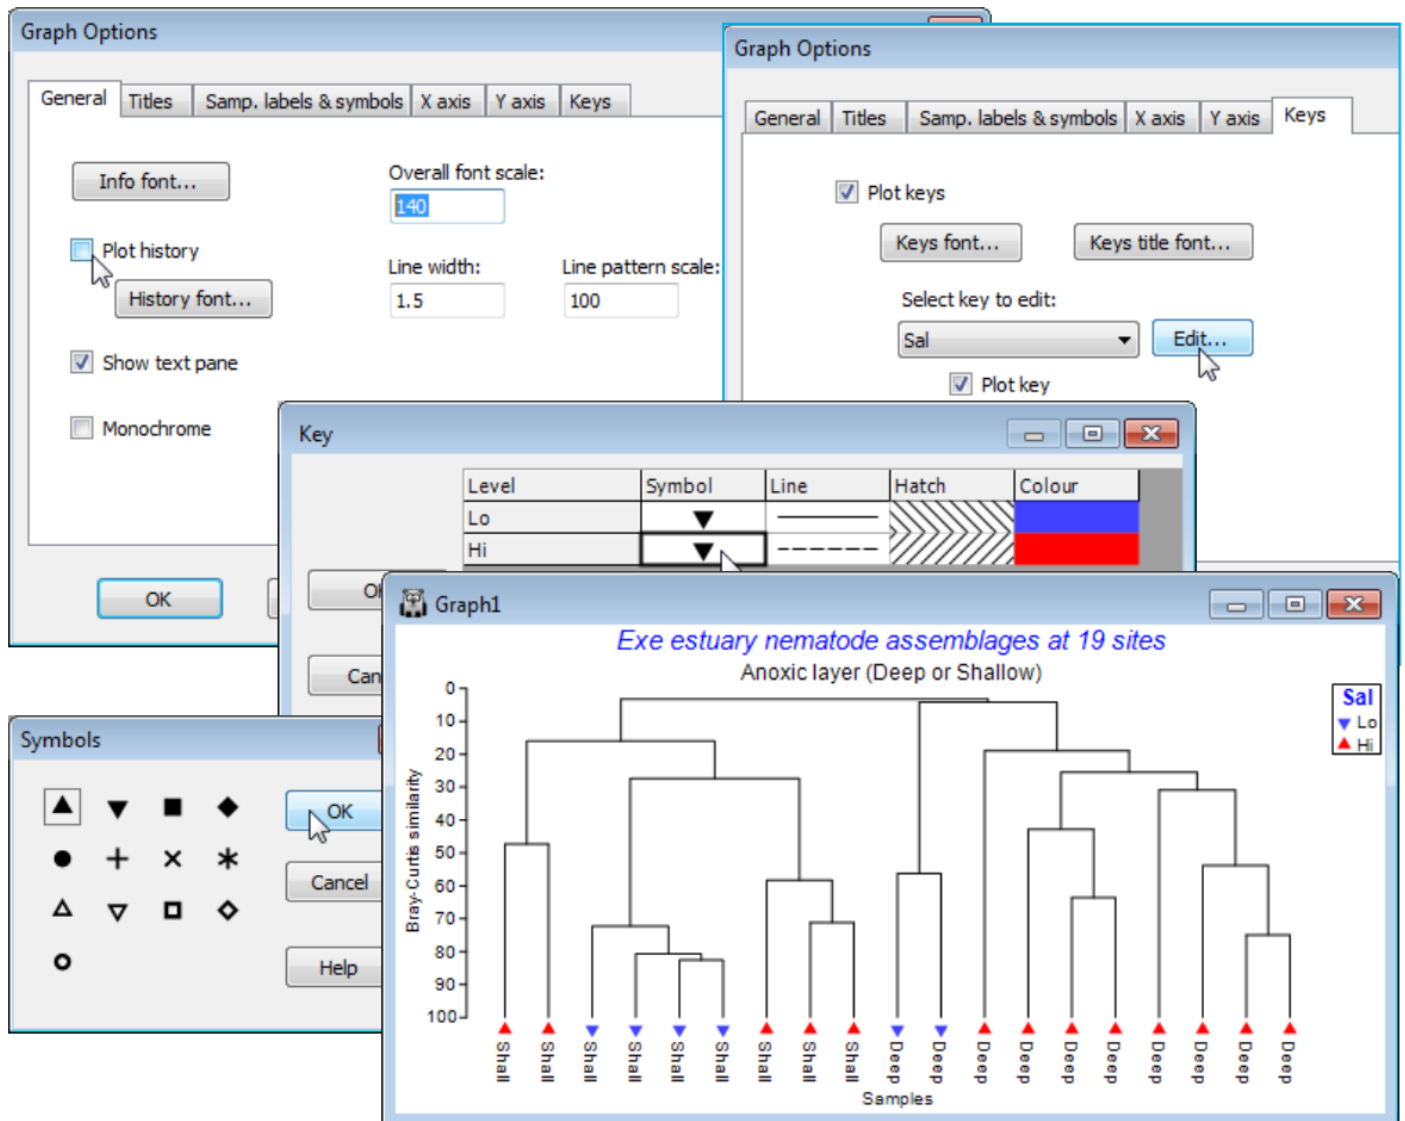 Graph Options
General Titles Samp. labels & symbols X axis Y axis Keys
Info font...
Overall font scale:
140
Plot history
History font...
Line width:
1.5
Line pattern scale:
100
Show text pane
Monochrome
OK
Graph Options
General Titles Samp. labels & symbols X axis Y axis Keys
Plot keys
Keys font...
Keys title font...
Select key to edit:
Sal
Edit...
Plot key
Key
Level Symbol Line Hatch Colour
Lo
Hi
Symbols
OK
Cancel
Help
Graph1
Exe estuary nematode assemblages at 19 sites
Anoxic layer (Deep or Shallow)
Sal
Lo
Hi
Bray-Curtis similarity
0
10
20
30
40
50
60
70
80
90
100
Shall Shall Shall Shall Shall Shall Shall Shall Shall Deep Deep Deep Deep Deep Deep Deep Deep Deep Deep
Samples